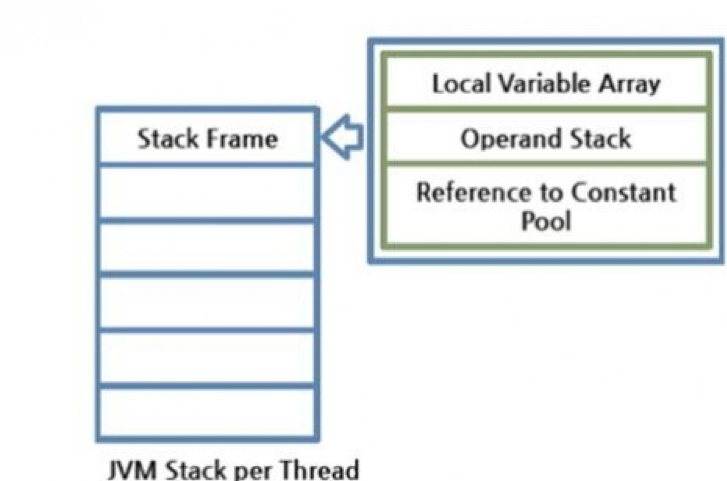 Local Variable Array
Stack Frame
Operand Stack
Reference to Constant
Pool
JVM Stack per Thread